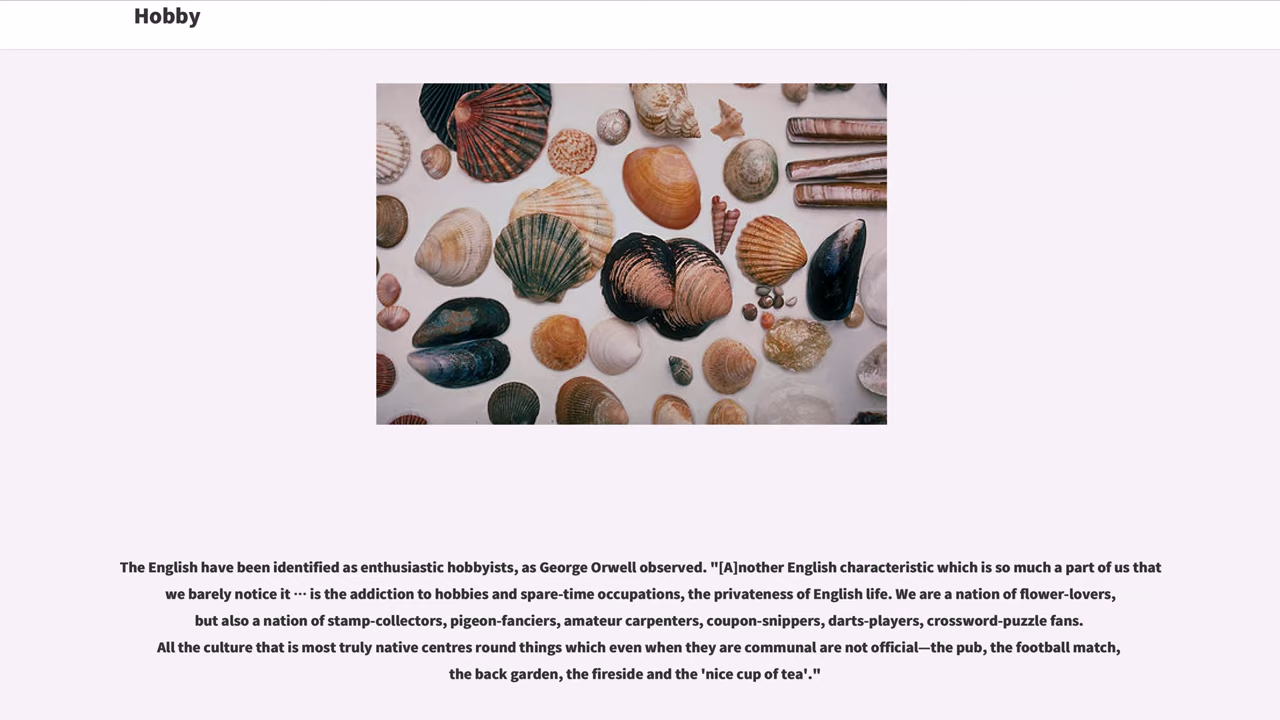 Hobby
The English have been identified as enthusiastic hobbyists, as George Orwell observed. "[A]nother English characteristic which is so much a part of us that
we barely notice it ··· is the addiction to hobbies and spare-time occupations, the privateness of English life. We are a nation of flower-lovers,
but also a nation of stamp-collectors, pigeon-fanciers, amateur carpenters, coupon-snippers, darts-players, crossword-puzzle fans.
All the culture that is most truly native centres round things which even when they are communal are not official—the pub, the football match,
the back garden, the fireside and the 'nice cup of tea'."